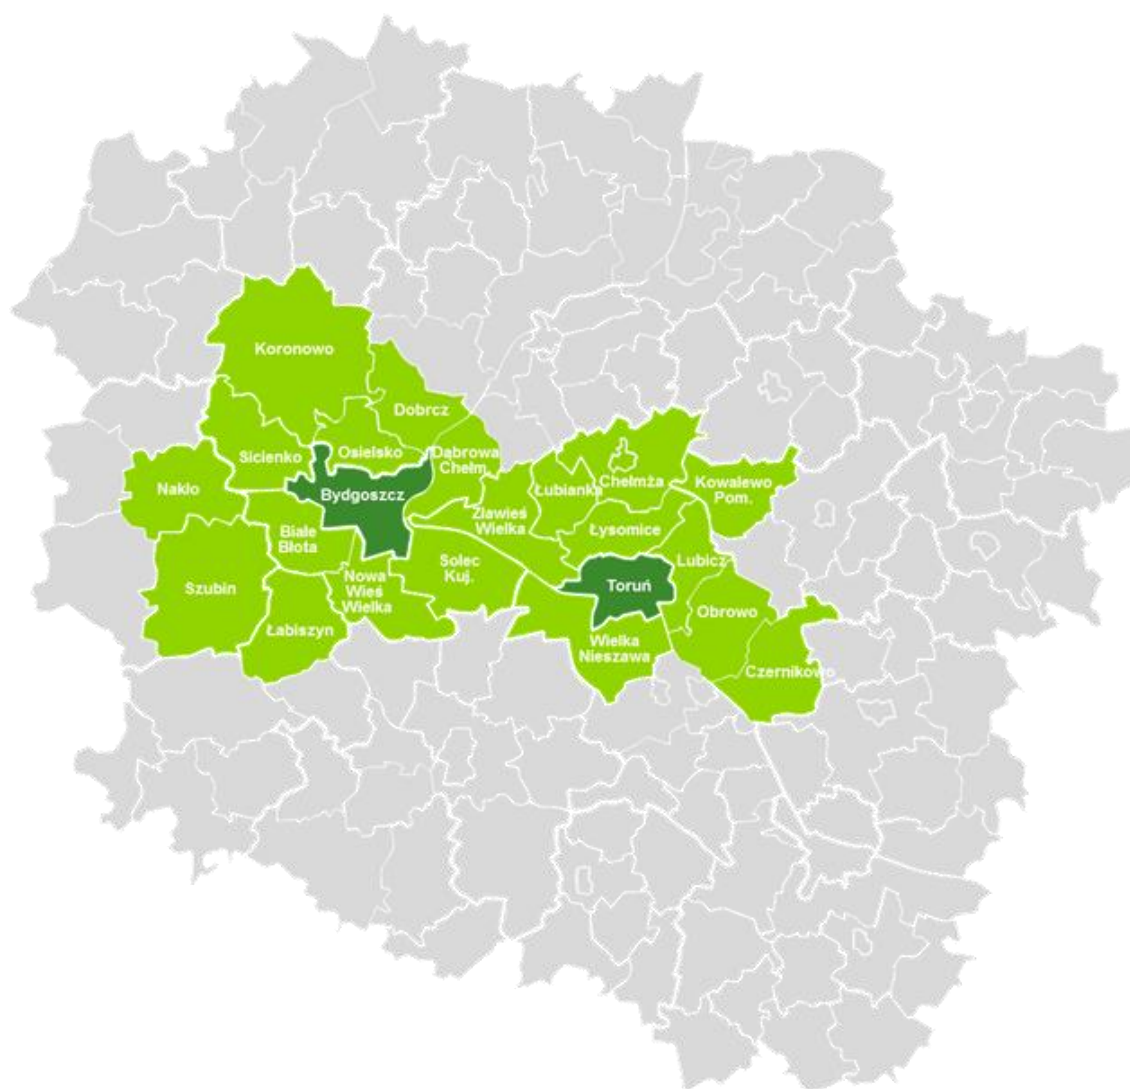 Koronowo
Dobrcz
Osielsko
Dąbrowa
Chełm.
Sicienko
Nakło
Bydgoszcz
Łubianka
Chełmża
Kowalewo
Pom.
Zławieś
Wielka
Łysomice
Białe
Błota
Solec
Kuj.
Lubicz
Szubin
Nowa
Wieś
Wielka
Toruń
Obrowo
Łabiszyn
Wielka
Nieszawa
Czernikowo